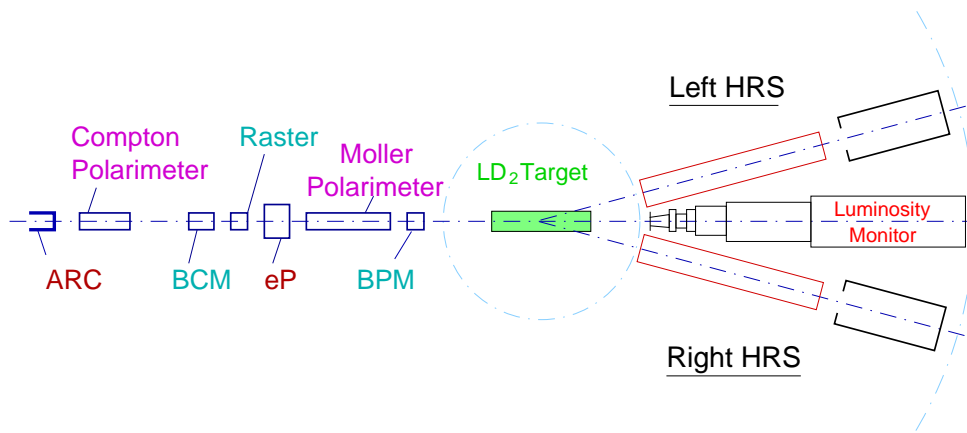 Left HRS
Compton
Polarimeter
Raster
Moller
Polarimeter
LD₂Target
Luminosity
Monitor
ARC
BCM
eP
BPM
Right HRS